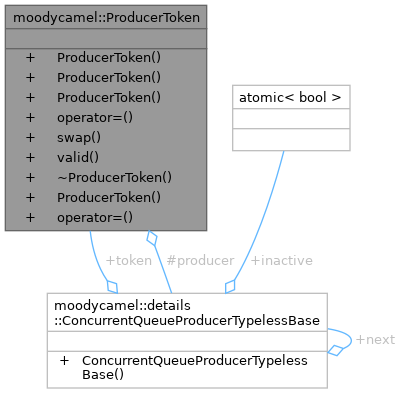 moodycamel::ProducerToken
+ ProducerToken()
+ ProducerToken()
+ ProducerToken()
+ operator=()
+ swap()
+ valid()
+ ~ProducerToken()
+ ProducerToken()
+ operator=()
atomic< bool >
+token
#producer
+inactive
moodycamel::details
::ConcurrentQueueProducerTypelessBase
+ ConcurrentQueueProducerTypeless
Base()
+next